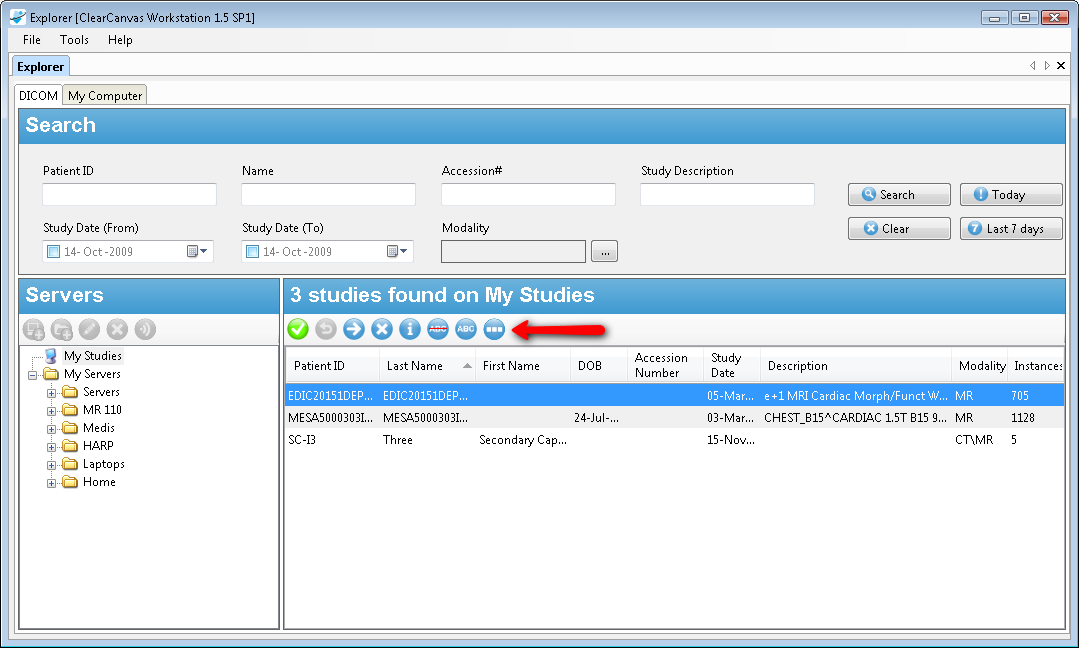 Explorer [ClearCanvas Workstation 1.5 SP1]
File Tools Help
Explorer
DICOM My Computer
Search
Patient ID Name Accession# Study Description
Search Today
Study Date (From) Study Date (To) Modality
14- Oct -2009 14- Oct -2009 ... Clear 7 Last 7 days
Servers 3 studies found on My Studies
ABC ABC
My Studies
My Servers
Servers
MR 110
Medis
HARP
Laptops
Home
Patient ID Last Name First Name DOB Accession Number Study Date Description Modality Instances
EDIC20151DEP... EDIC20151DEP... 05-Mar... e+1 MRI Cardiac Morph/Funct W... MR 705
MESA5000303I... MESA5000303I... 24-Jul-... 03-Mar... CHEST_B15^CARDIAC 1.5T B15 9... MR 1128
SC-I3 Three Secondary Cap... 15-Nov... CT\MR 5